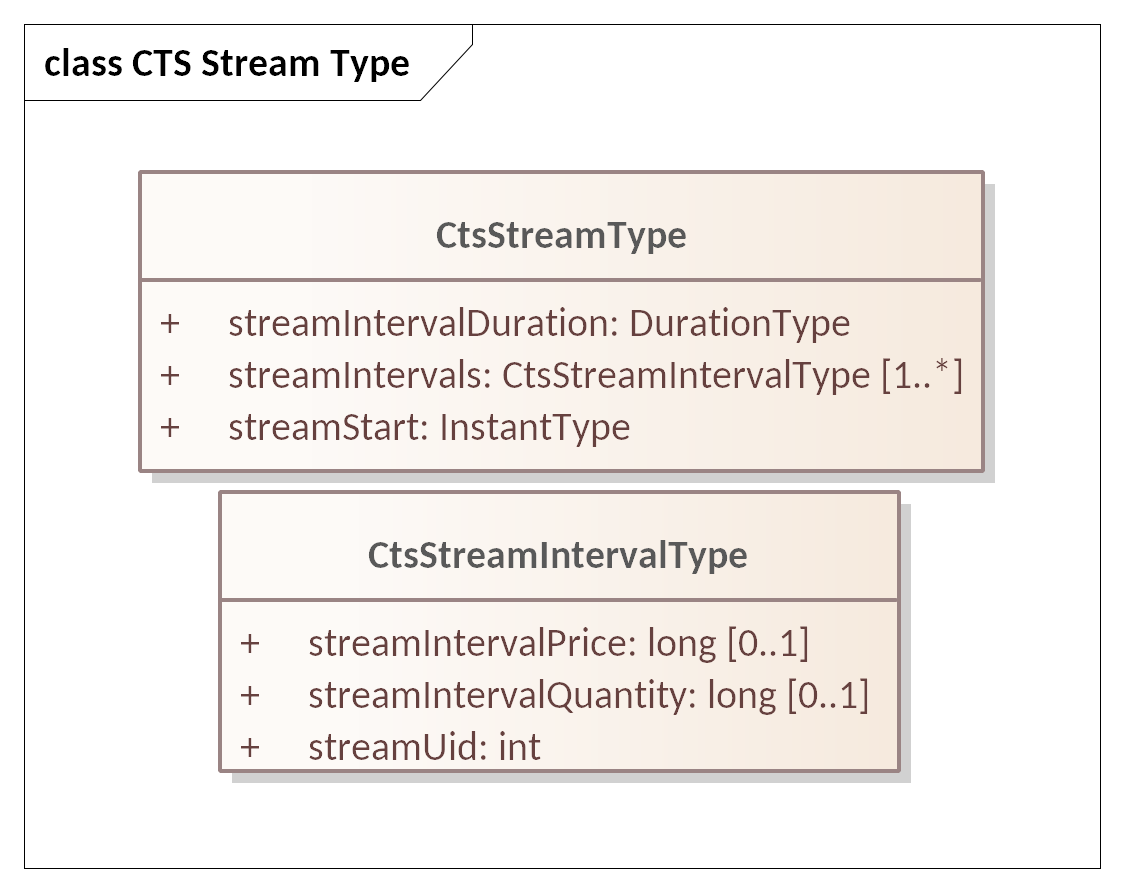 class CTS Stream Type
CtsStreamType
+ streamIntervalDuration: DurationType
+ streamIntervals: CtsStreamIntervalType [1..*]
+ streamStart: InstantType
CtsStreamIntervalType
+ streamIntervalPrice: long [0..1]
+ streamIntervalQuantity: long [0..1]
+ streamUid: int